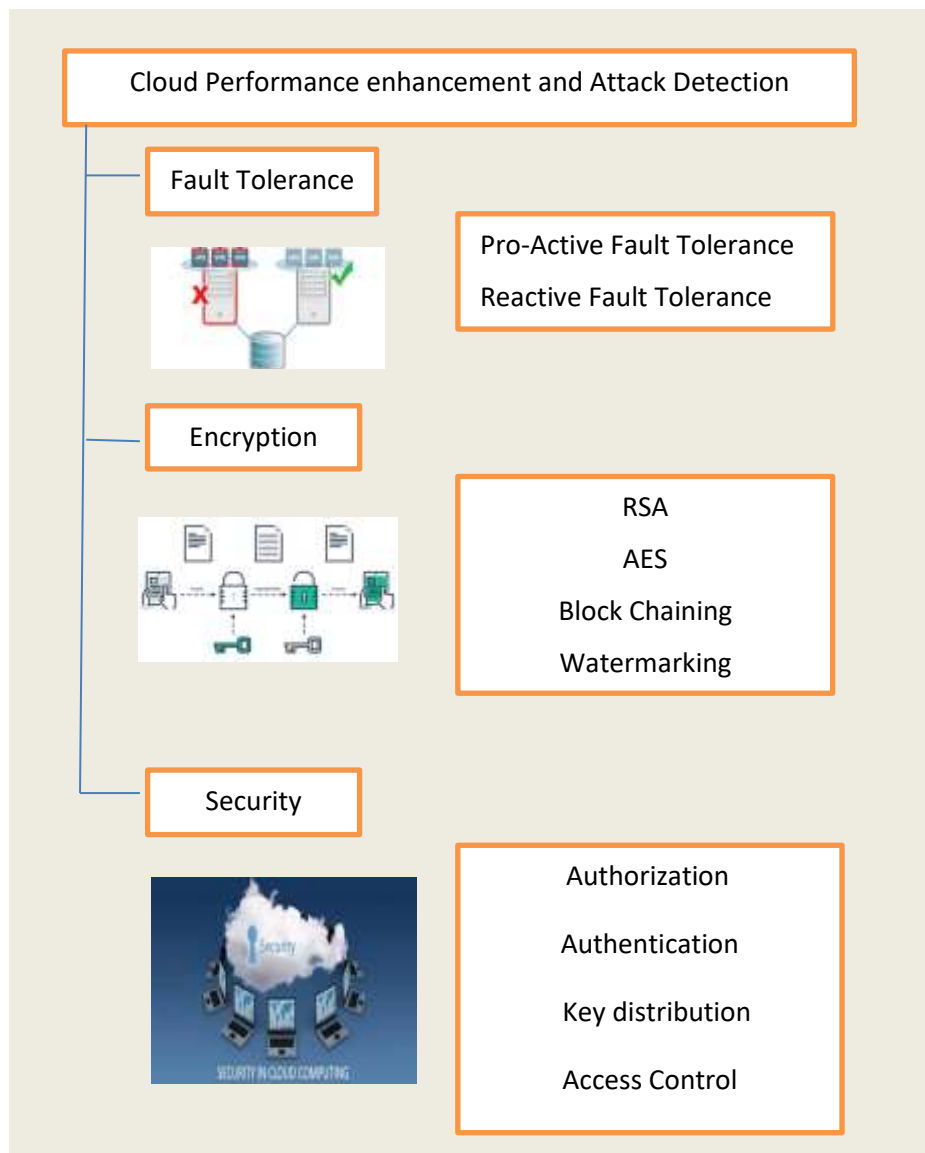 Cloud Performance enhancement and Attack Detection
Fault Tolerance
Pro-Active Fault Tolerance
Reactive Fault Tolerance
Encryption
RSA
AES
Block Chaining
Watermarking
Security
Security
SECURITY IN CLOUD COMPUTING
Authorization
Authentication
Key distribution
Access Control